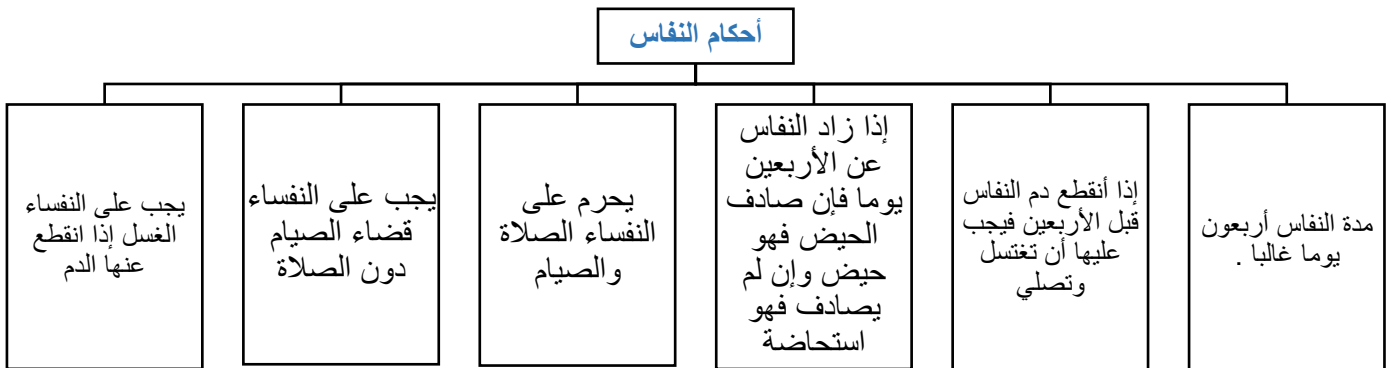 أحكام النفاس
مدة النفاس أربعون
يوما غالبا .
إذا أنقطع دم النفاس
قبل الأربعين فيجب
عليها أن تغتسل
وتصلي
إذا زاد النفاس
عن الأربعين
يوما فإن صادف
الحيض فهو
حيض وإن لم
يصادف فهو
استحاضة
يحرم على
النفساء الصلاة
والصيام
يجب على النفساء
قضاء الصيام
دون الصلاة
يجب على النفساء
الغسل إذا انقطع
عنها الدم